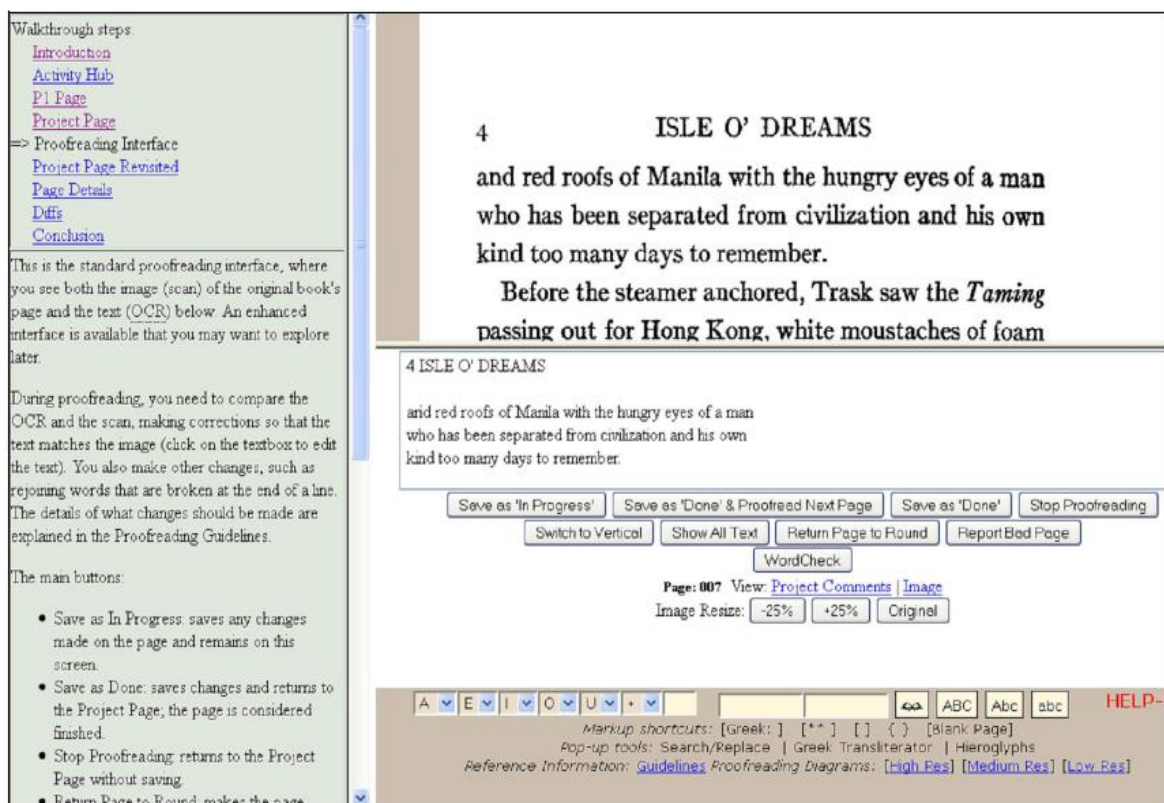 Walkthrough steps.
Introduction
Activity Hub
P1 Page
Project Page
=> Proofreading Interface
Project Page Revisited
Page Details
Diffs
Conclusion
This is the standard proofreading interface, where
you see both the image (scan) of the original book's
page and the text (OCR) below. An enhanced
interface is available that you may want to explore
later.
During proofreading, you need to compare the
OCR and the scan, making corrections so that the
text matches the image (click on the textbox to edit
the text). You also make other changes, such as
rejoining words that are broken at the end of a line.
The details of what changes should be made are
explained in the Proofreading Guidelines.
The main buttons:
• Save as In Progress: saves any changes
made on the page and remains on this
screen.
• Save as Done: saves changes and returns to
the Project Page; the page is considered
finished.
• Stop Proofreading: returns to the Project
Page without saving.
• Return Page to Round: makes the page
4 ISLE O' DREAMS
and red roofs of Manila with the hungry eyes of a man
who has been separated from civilization and his own
kind too many days to remember.
Before the steamer anchored, Trask saw the Taming
passing out for Hong Kong, white moustaches of foam
4 ISLE O' DREAMS
arid red roofs of Manila with the hungry eyes of a man
who has been separated from civilization and his own
kind too many days to remember.
Save as 'In Progress' Save as 'Done' & Proofread Next Page Save as 'Done' Stop Proofreading
Switch to Vertical Show All Text Return Page to Round Report Bad Page
WordCheck
Page: 007 View: Project Comments | Image
Image Resize: -25% +25% Original
A E I O U + ABC Abc abc HELP-
Markup shortcuts: [Greek: ] [** ] [ ] { } [Blank Page]
Pop-up tools: Search/Replace | Greek Transliterator | Hieroglyphs
Reference Information: Guidelines Proofreading Diagrams: [High Res] [Medium Res] [Low Res]